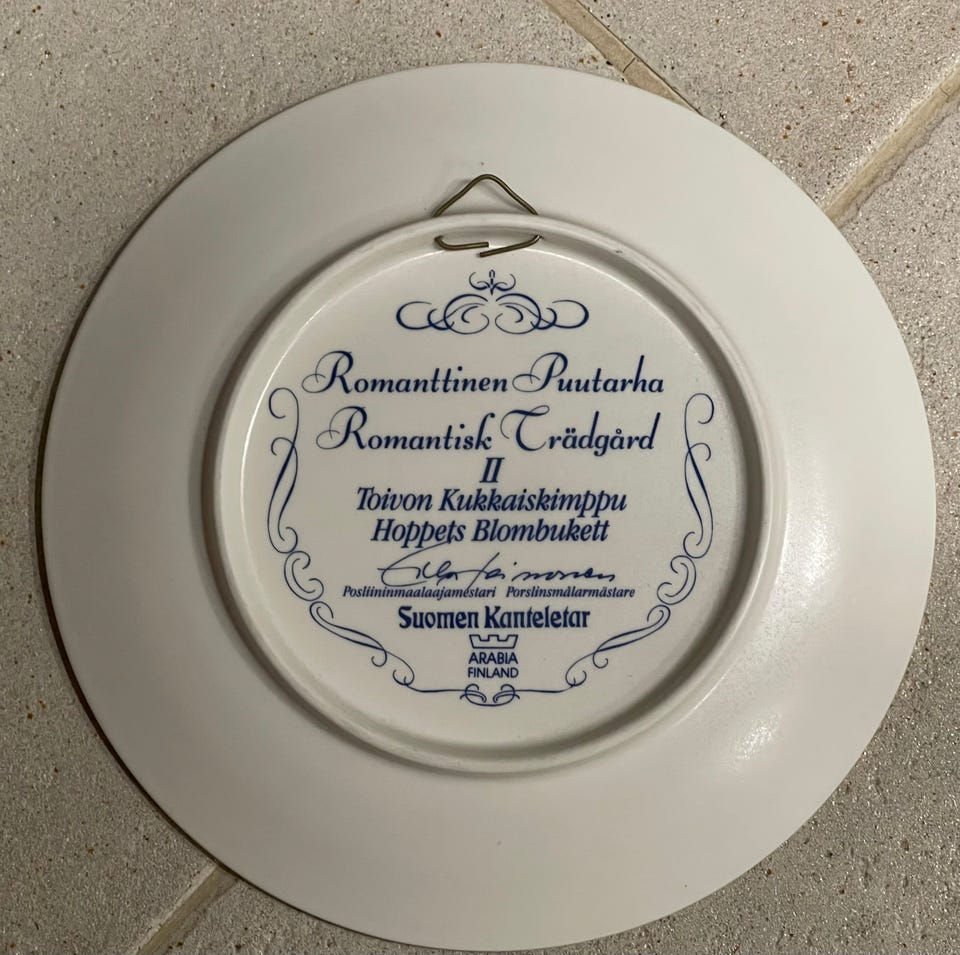 Romanttinen Puutarha
Romantisk Trädgård
II
Toivon Kukkaiskimppu
Hoppets Blombukett
Posliininmaalaajamestari Porslinsmålarmästare
Suomen Kanteletar
ARABIA
FINLAND